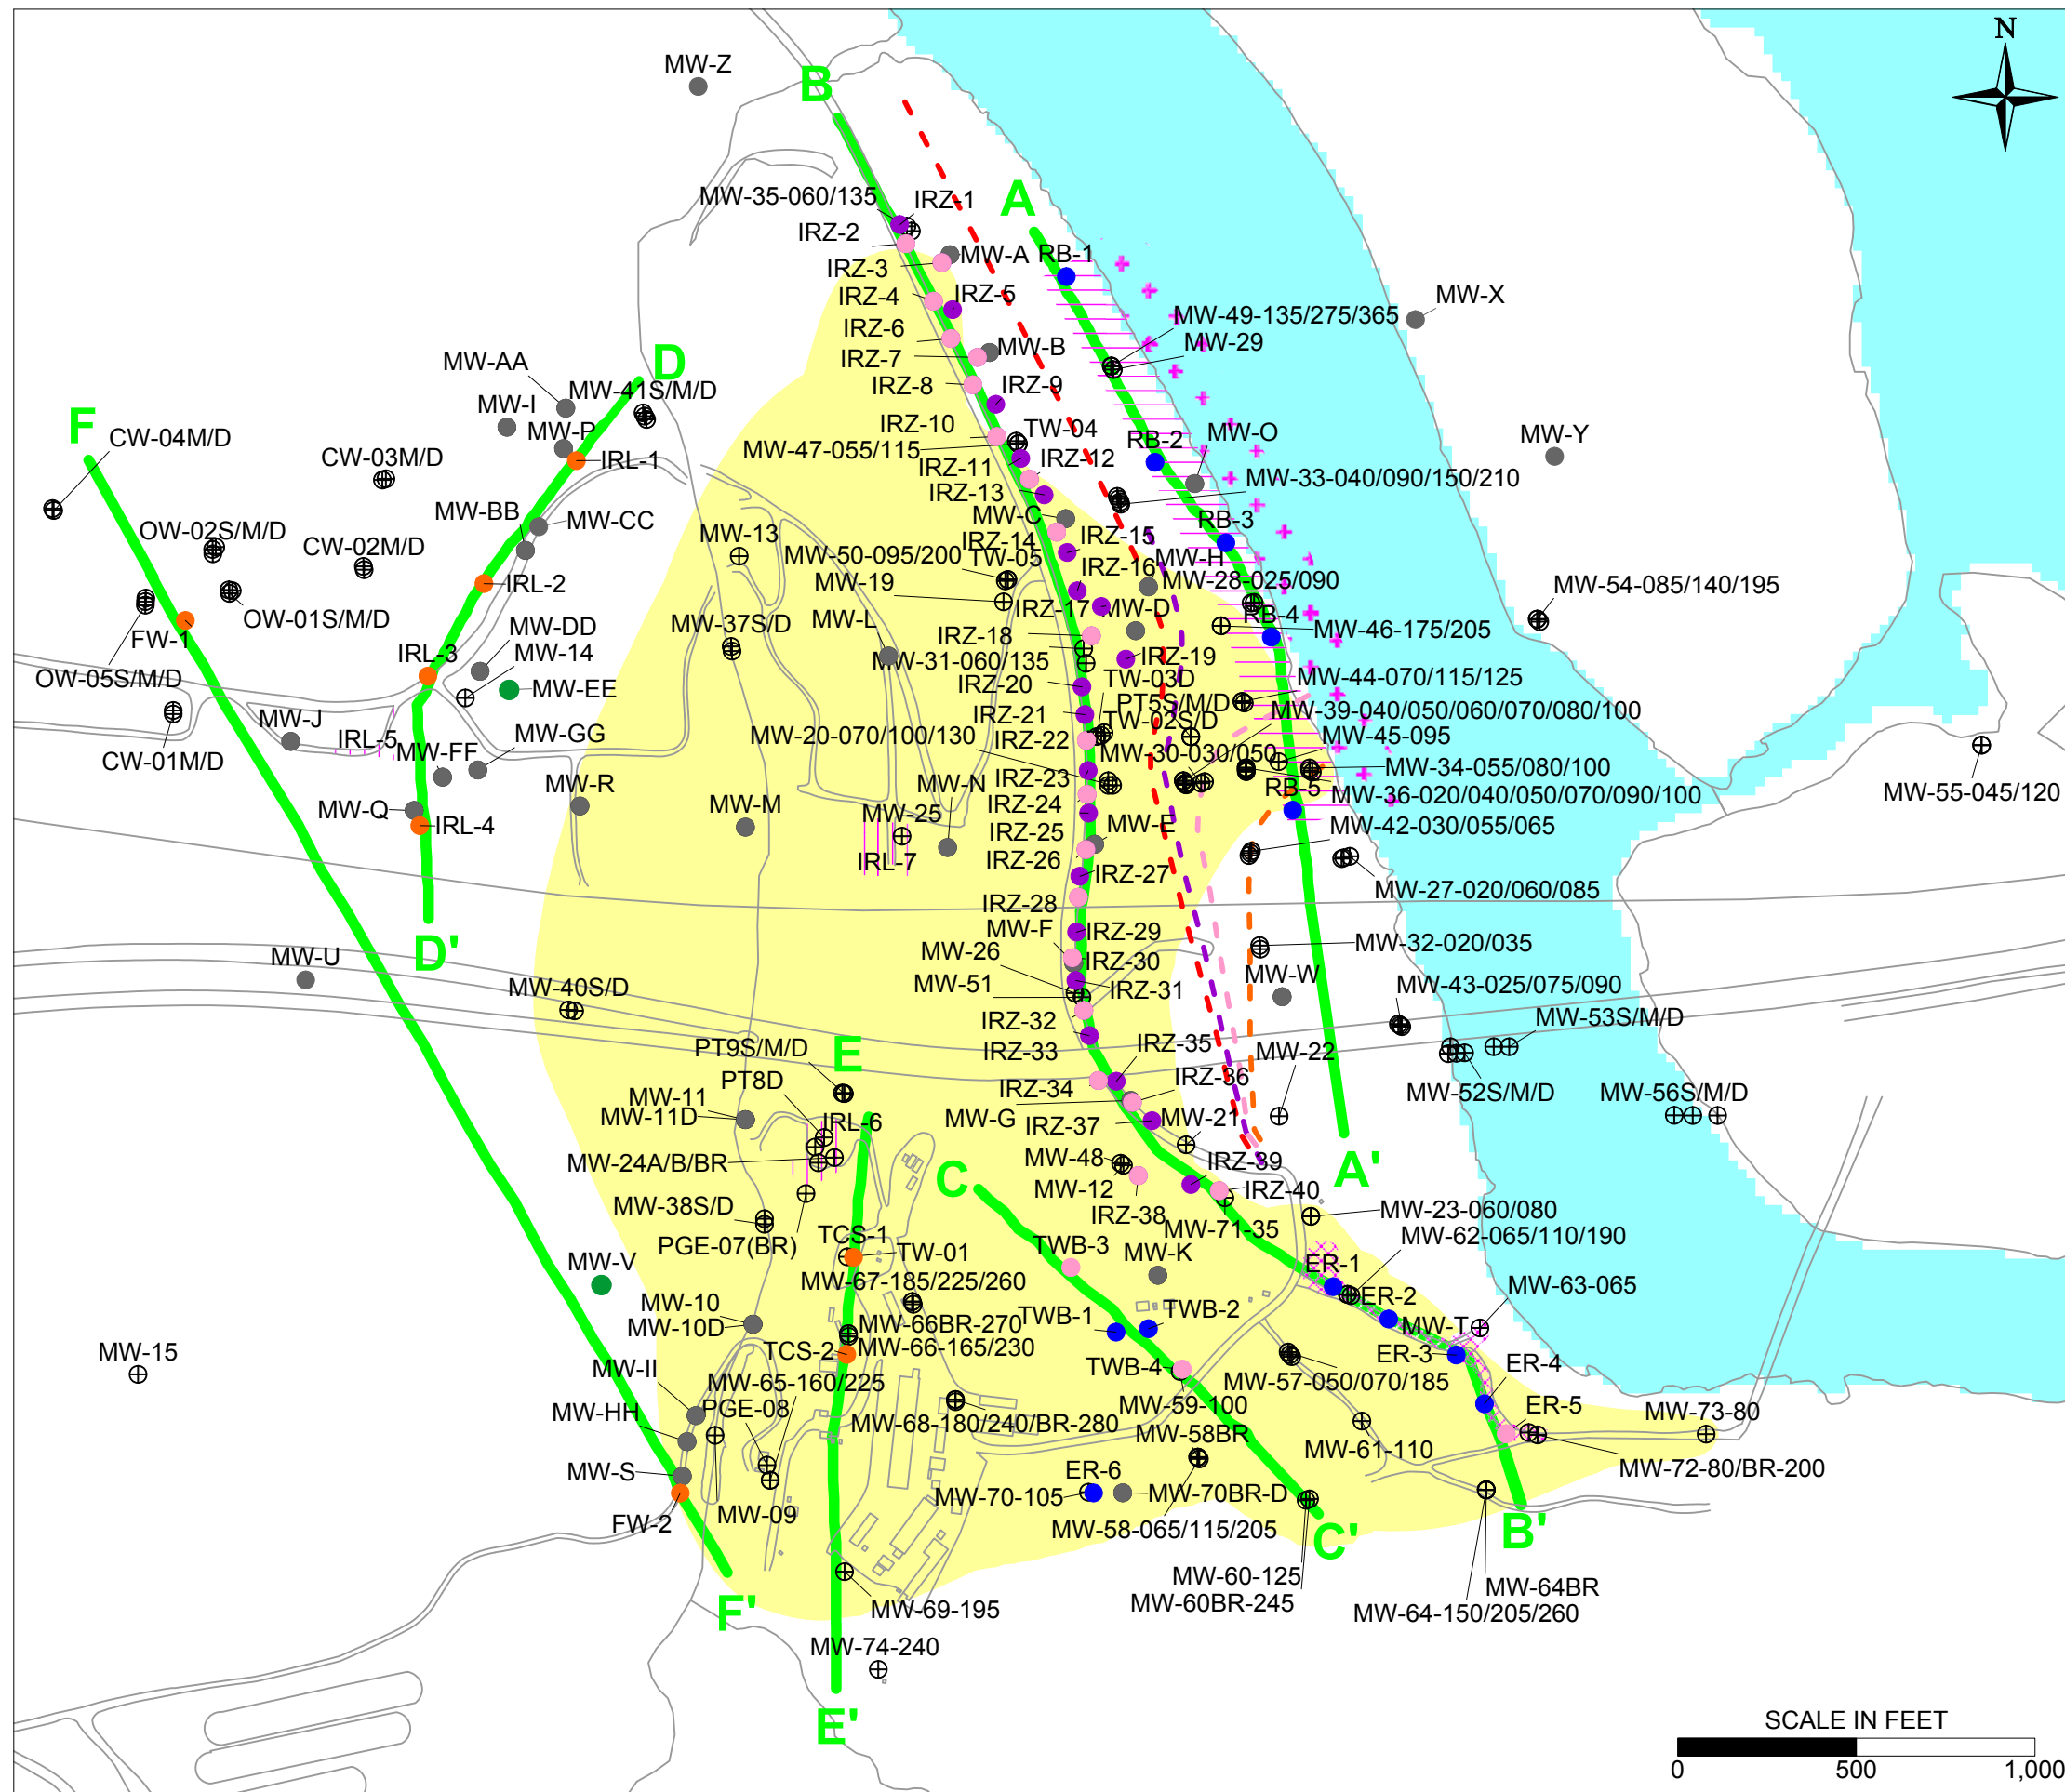 N
MW-Z
B
A
MW-35-060/135
IRZ-1
IRZ-2
MW-A
RB-1
IRZ-3
IRZ-4
IRZ-5
MW-X
MW-49-135/275/365
IRZ-6
MW-29
MW-B
IRZ-7
D
MW-AA
IRZ-8
IRZ-9
MW-41S/M/D
MW-I
F
IRZ-10
TW-04
MW-O
MW-Y
CW-04M/D
MW-P
RB-2
MW-47-055/115
CW-03M/D
IRL-1
IRZ-11
IRZ-12
MW-33-040/090/150/210
IRZ-13
MW-BB
MW-CC
MW-C
RB-3
OW-02S/M/D
CW-02M/D
MW-13
IRZ-14
IRZ-15
MW-50-095/200
TW-05
MW-H
IRZ-16
MW-28-025/090
MW-54-085/140/195
IRL-2
MW-19
IRZ-17
MW-D
OW-01S/M/D
MW-L
RB-4
MW-37S/D
MW-46-175/205
FW-1
MW-DD
IRZ-18
IRL-3
MW-14
MW-31-060/135
IRZ-19
OW-05S/M/D
MW-EE
IRZ-20
TW-03D
MW-44-070/115/125
PT5S/M/D
MW-39-040/050/060/070/080/100
IRZ-21
TW-02S/D
MW-J
IRL-5
MW-GG
MW-20-070/100/130
IRZ-22
MW-45-095
CW-01M/D
MW-FF
MW-30-030/050
MW-34-055/080/100
MW-R
MW-N
IRZ-23
RB-5
MW-36-020/040/050/070/090/100
MW-55-045/120
MW-Q
MW-M
IRZ-24
IRL-4
MW-25
IRZ-25
MW-E
MW-42-030/055/065
IRL-7
IRZ-26
IRZ-27
MW-27-020/060/085
IRZ-28
MW-F
IRZ-29
D'
MW-26
MW-32-020/035
MW-U
IRZ-30
MW-W
MW-51
IRZ-31
MW-43-025/075/090
MW-40S/D
IRZ-32
MW-53S/M/D
PT9S/M/D
E
IRZ-33
IRZ-35
MW-22
PT8D
IRZ-34
IRZ-36
MW-52S/M/D
MW-56S/M/D
MW-11
MW-11D
IRL-6
MW-G
IRZ-37
MW-21
MW-24A/B/BR
C
MW-48
IRZ-39
A'
MW-12
IRZ-40
MW-38S/D
IRZ-38
MW-71-35
MW-23-060/080
PGE-07(BR)
TCS-1
MW-62-065/110/190
TW-01
TWB-3
MW-K
MW-V
MW-67-185/225/260
ER-1
MW-63-065
MW-10
ER-2
MW-10D
MW-66BR-270
TWB-1
TWB-2
MW-T
MW-15
TCS-2
MW-66-165/230
ER-3
MW-II
TWB-4
ER-4
MW-65-160/225
MW-57-050/070/185
MW-HH
PGE-08
MW-59-100
ER-5
MW-68-180/240/BR-280
MW-73-80
MW-58BR
MW-61-110
MW-S
ER-6
MW-72-80/BR-200
MW-70-105
MW-70BR-D
FW-2
MW-09
MW-58-065/115/205
C'
B'
MW-60-125
MW-64BR
F'
MW-69-195
MW-60BR-245
MW-64-150/205/260
MW-74-240
E'
SCALE IN FEET
0 500 1,000